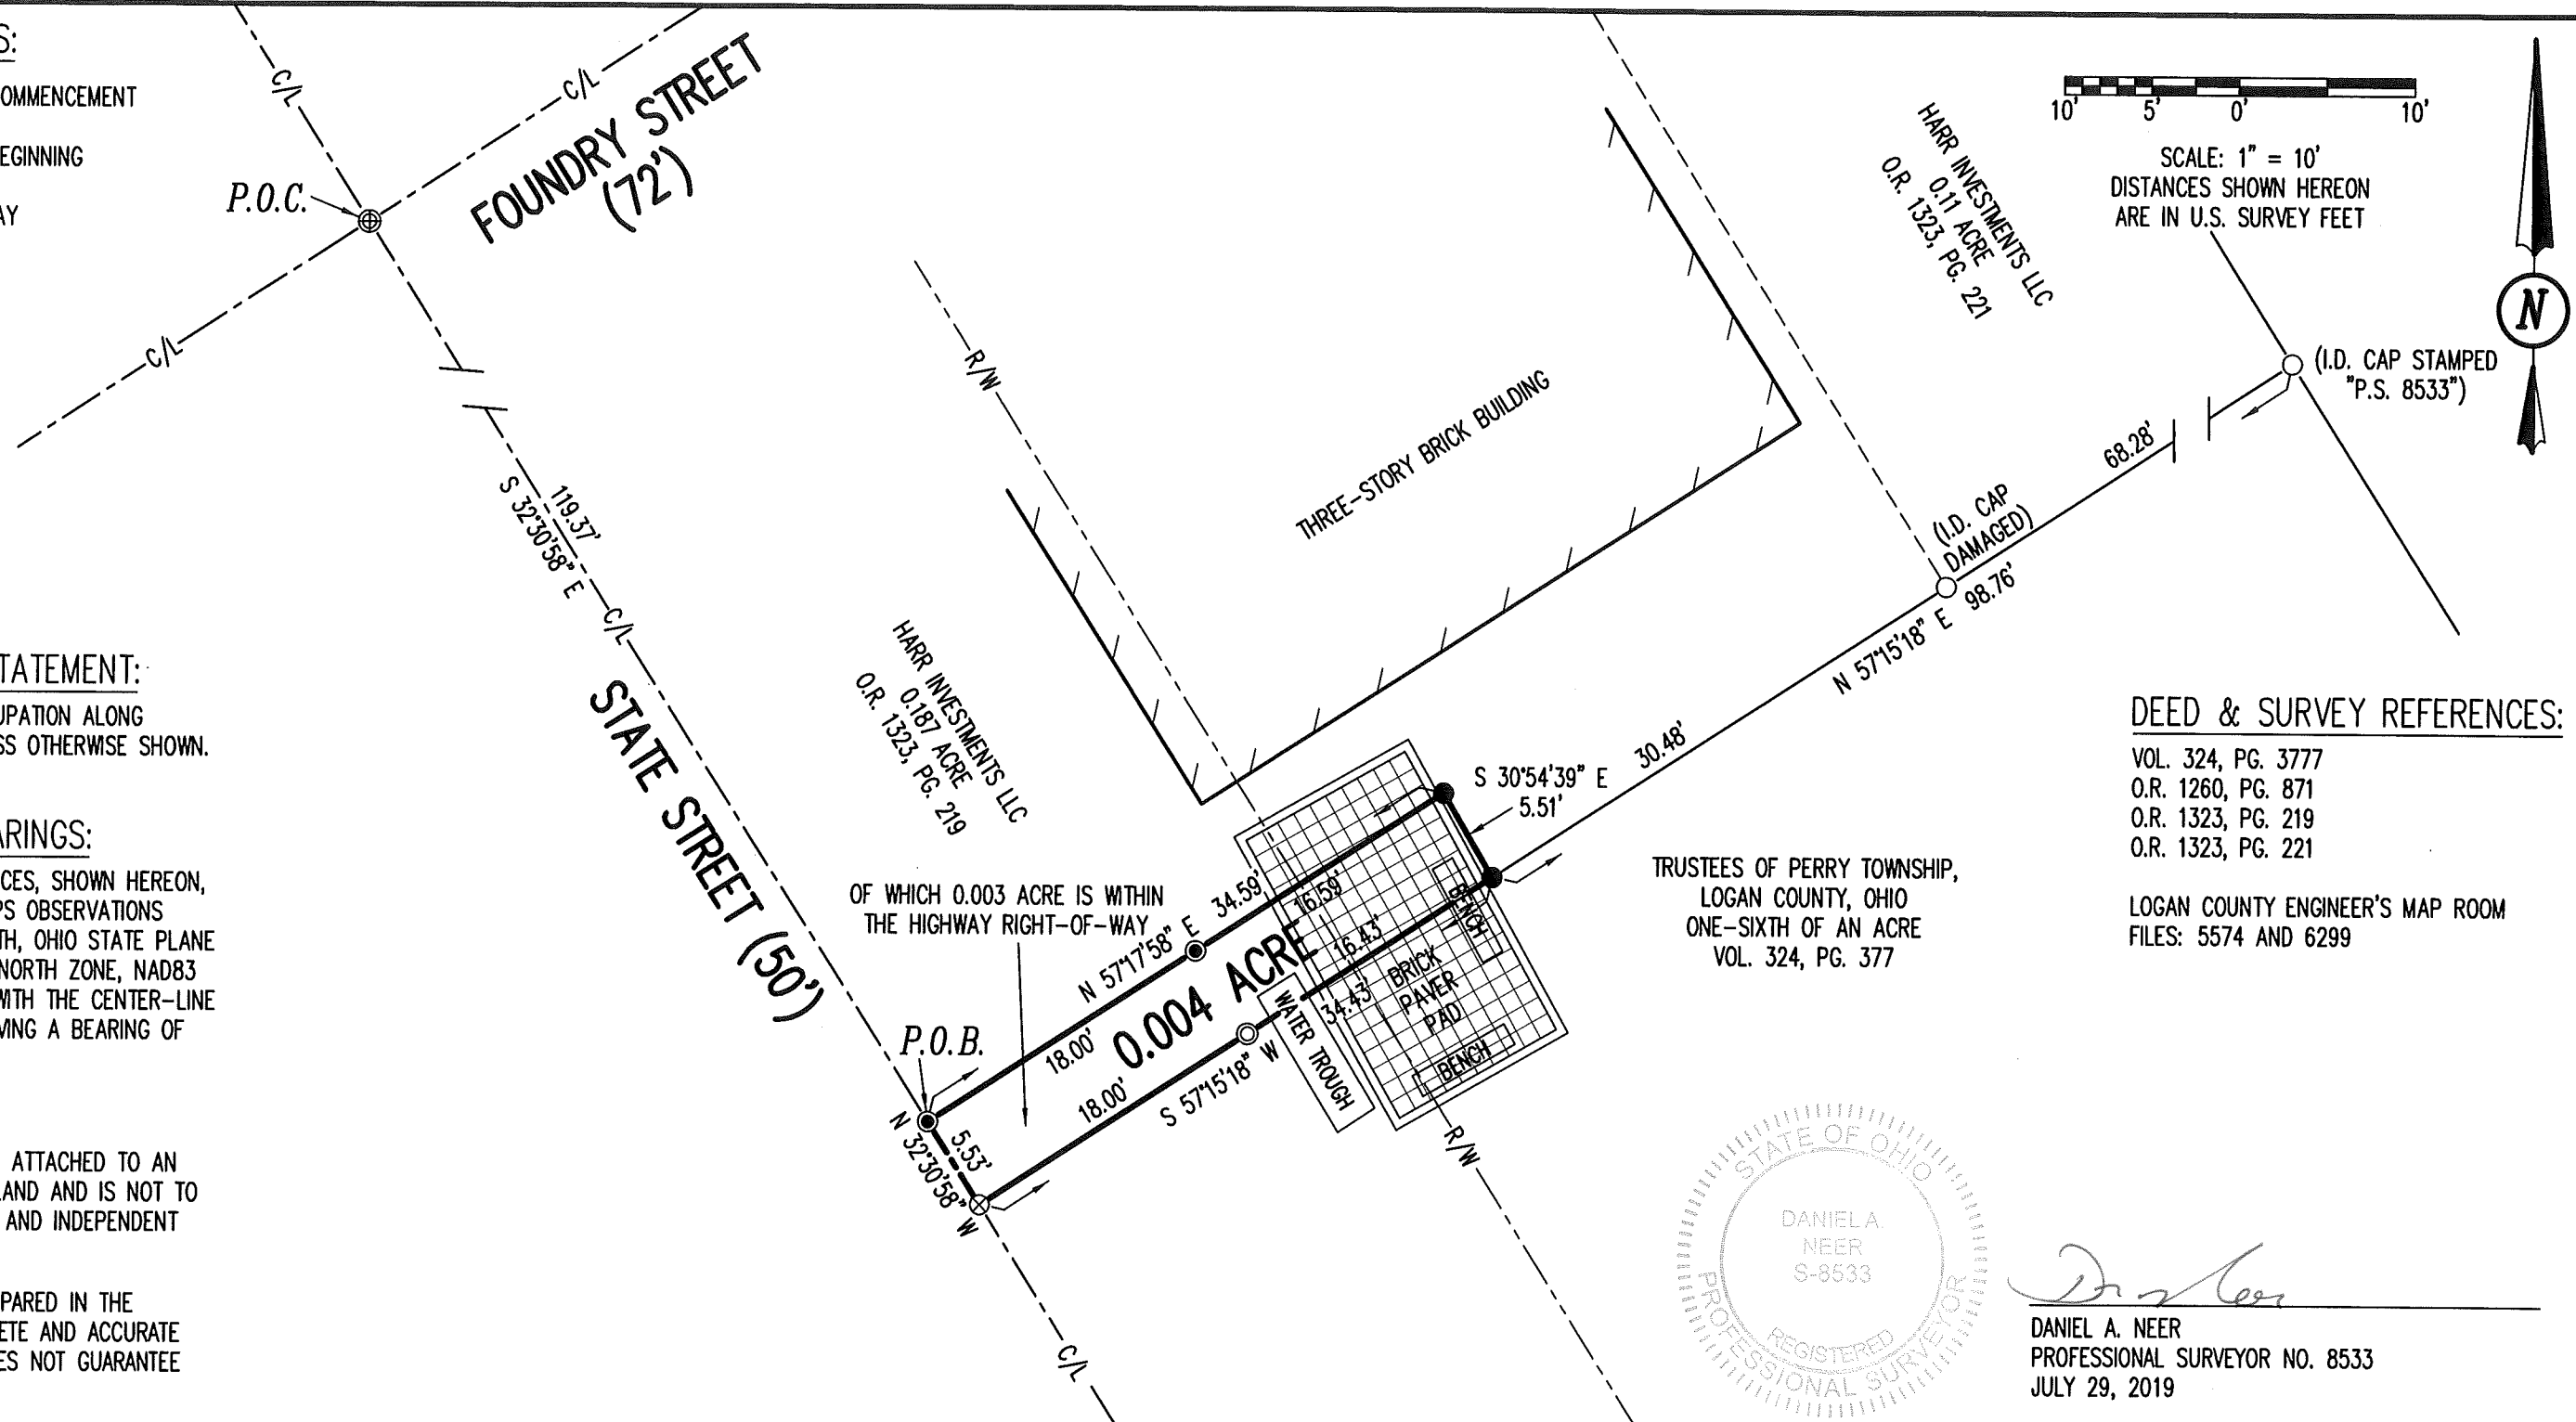 S:
OMMENCEMENT
EGINNING
AY
TATEMENT:
UPATION ALONG
SS OTHERWISE SHOWN.
ARINGS:
CES, SHOWN HEREON,
PS OBSERVATIONS
TH, OHIO STATE PLANE
NORTH ZONE, NAD83
WITH THE CENTER-LINE
VING A BEARING OF
ATTACHED TO AN
LAND AND IS NOT TO
AND INDEPENDENT
PARED IN THE
ETE AND ACCURATE
ES NOT GUARANTEE
C/L
C/L
P.O.C.
FOUNDRY STREET
(72')
C/L
R/W
119.37'
S 32°30'58" E
C/L
STATE STREET (50')
HARR INVESTMENTS LLC
0.187 ACRE
O.R. 1323, PG. 219
THREE-STORY BRICK BUILDING
HARR INVESTMENTS LLC
0.11 ACRE
O.R. 1323, PG. 221
10' 5' 0' 10'
SCALE: 1" = 10'
DISTANCES SHOWN HEREON
ARE IN U.S. SURVEY FEET
N
(I.D. CAP STAMPED
"P.S. 8533")
68.28'
(I.D. CAP
DAMAGED)
N 57°15'18" E 98.76'
30.48'
S 30°54'39" E
5.51'
OF WHICH 0.003 ACRE IS WITHIN
THE HIGHWAY RIGHT-OF-WAY
N 57°17'58" E 34.59'
16.59'
18.00'
0.004 ACRE
16.43'
P.O.B.
18.00'
S 57°15'18" W 34.43'
5.53'
N 32°30'58" W
WATER TROUGH
BRICK
PAVER
PAD
BENCH
BENCH
R/W
C/L
TRUSTEES OF PERRY TOWNSHIP,
LOGAN COUNTY, OHIO
ONE-SIXTH OF AN ACRE
VOL. 324, PG. 377
DEED & SURVEY REFERENCES:
VOL. 324, PG. 3777
O.R. 1260, PG. 871
O.R. 1323, PG. 219
O.R. 1323, PG. 221
LOGAN COUNTY ENGINEER'S MAP ROOM
FILES: 5574 AND 6299
STATE OF OHIO
DANIEL A.
NEER
S-8533
REGISTERED
PROFESSIONAL SURVEYOR
DANIEL A. NEER
PROFESSIONAL SURVEYOR NO. 8533
JULY 29, 2019